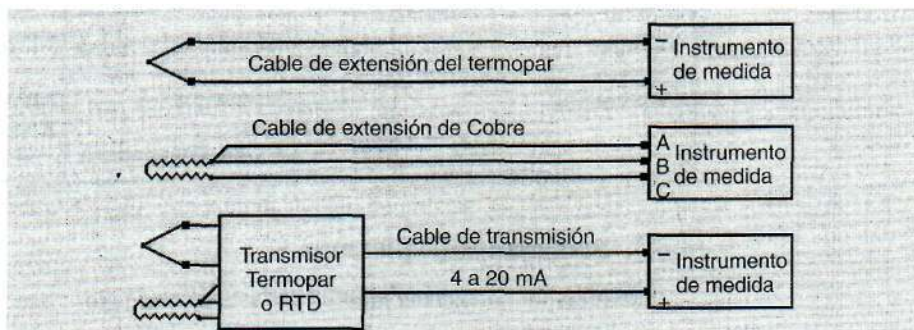 −
Instrumento
de medida
+
Cable de extensión del termopar
Cable de extensión de Cobre
A
B
C
Instrumento
de medida
Transmisor
Termopar
o RTD
Cable de transmisión
4 a 20 mA
−
Instrumento
de medida
+